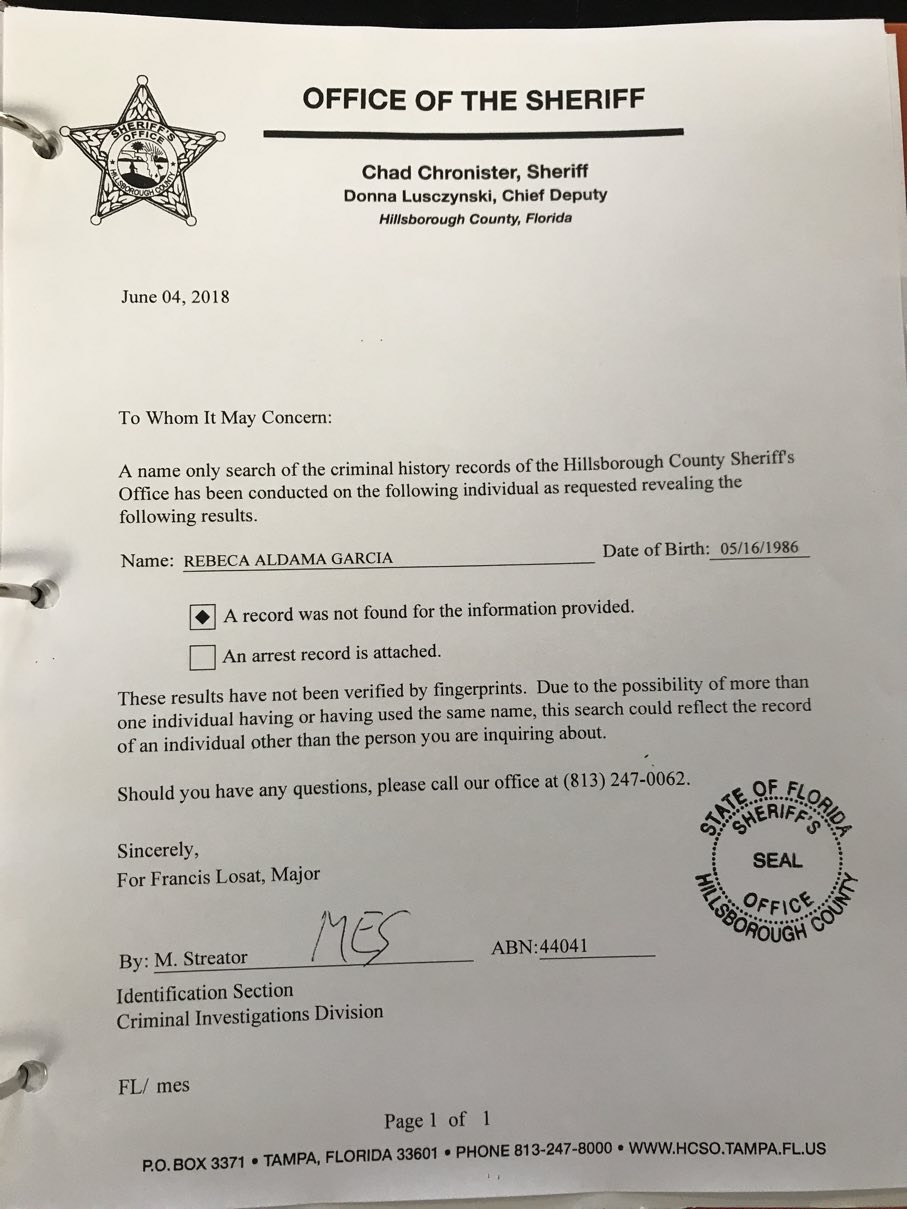 SHERIFF'S
OFFICE
HILLSBOROUGH COUNTY
OFFICE OF THE SHERIFF
Chad Chronister, Sheriff
Donna Lusczynski, Chief Deputy
Hillsborough County, Florida
June 04, 2018
To Whom It May Concern:
A name only search of the criminal history records of the Hillsborough County Sheriff's
Office has been conducted on the following individual as requested revealing the
following results.
Name: REBECA ALDAMA GARCIA Date of Birth: 05/16/1986
A record was not found for the information provided.
An arrest record is attached.
These results have not been verified by fingerprints. Due to the possibility of more than
one individual having or having used the same name, this search could reflect the record
of an individual other than the person you are inquiring about.
Should you have any questions, please call our office at (813) 247-0062.
STATE OF FLORIDA
SHERIFF'S
SEAL
OFFICE
HILLSBOROUGH COUNTY
Sincerely,
For Francis Losat, Major
MES
By: M. Streator ABN:44041
Identification Section
Criminal Investigations Division
FL/ mes
Page 1 of 1
P.O. BOX 3371 • TAMPA, FLORIDA 33601 • PHONE 813-247-8000 • WWW.HCSO.TAMPA.FL.US